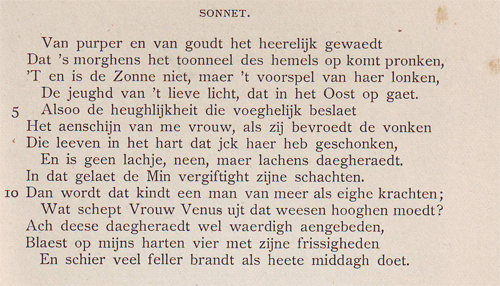 SONNET.
Van purper en van goudt het heerelijk gewaedt
Dat 's morghens het toonneel des hemels op komt pronken,
'T en is de Zonne niet, maer 't voorspel van haer lonken,
De jeughd van 't lieve licht, dat in het Oost op gaet.
5 Alsoo de heughlijkheit die voeghelijk beslaet
Het aenschijn van me vrouw, als zij bevroedt de vonken
Die leeven in het hart dat jck haer heb geschonken,
En is geen lachje, neen, maer lachens daegheraedt.
In dat gelaet de Min vergiftight zijne schachten.
10 Dan wordt dat kindt een man van meer als eighe krachten;
Wat schept Vrouw Venus ujt dat weesen hooghen moedt?
Ach deese daegheraedt wel waerdigh aengebeden,
Blaest op mijns harten vier met zijne frissigheden
En schier veel feller brandt als heete middagh doet.